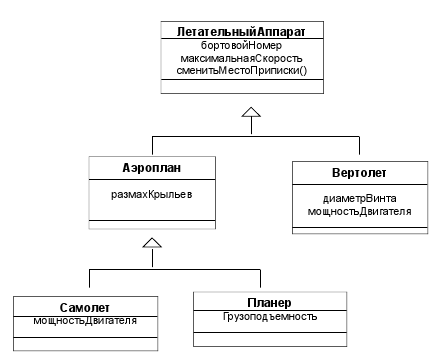 ЛетательныйАппарат
бортовойНомер
максимальнаяСкорость
сменитьМестоПриписки()
Аэроплан
размахКрыльев
Вертолет
диаметрВинта
мощностьДвигателя
Самолет
мощностьДвигателя
Планер
Грузоподъемность